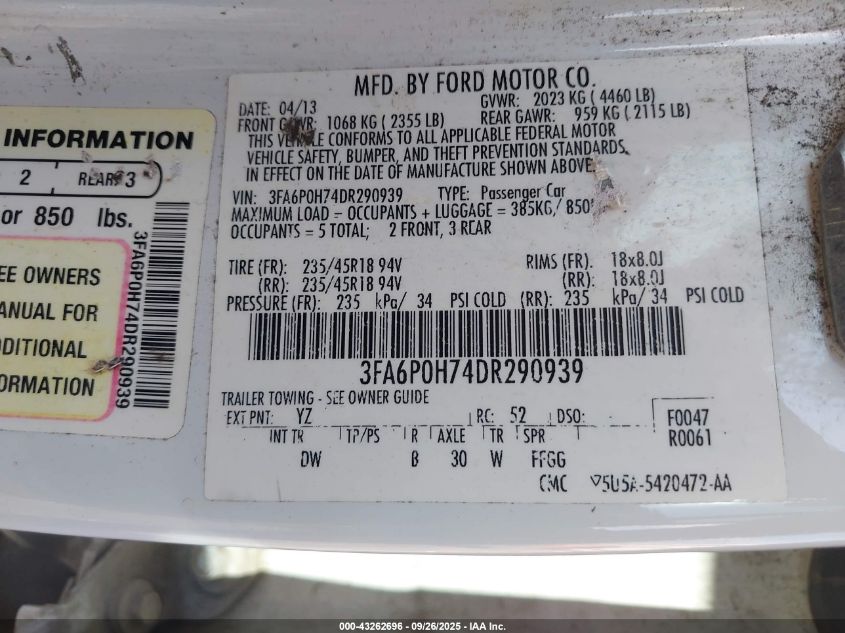 INFORMATION
2 REAR 3
or 850 lbs.
EE OWNERS
ANUAL FOR
DDITIONAL
ORMATION
3FA6P0H74DR290939
MFD. BY FORD MOTOR CO.
DATE: 04/13 GVWR: 2023 KG ( 4460 LB)
FRONT GAWR: 1068 KG ( 2355 LB) REAR GAWR: 959 KG ( 2115 LB)
THIS VEHICLE CONFORMS TO ALL APPLICABLE FEDERAL MOTOR
VEHICLE SAFETY, BUMPER, AND THEFT PREVENTION STANDARDS
IN EFFECT ON THE DATE OF MANUFACTURE SHOWN ABOVE.
VIN: 3FA6P0H74DR290939 TYPE: Passenger Car
MAXIMUM LOAD = OCCUPANTS + LUGGAGE = 385KG/ 850
OCCUPANTS = 5 TOTAL; 2 FRONT, 3 REAR
TIRE (FR): 235/45R18 94V RIMS (FR): 18x8.0J
(RR): 235/45R18 94V (RR): 18x8.0J
PRESSURE (FR): 235 kPa/ 34 PSI COLD (RR): 235 kPa/ 34 PSI COLD
3FA6P0H74DR290939
TRAILER TOWING - SEE OWNER GUIDE
EXT PNT: YZ RC: 52 DSO: F0047
INT TR TP/PS R AXLE TR SPR R0061
DW B 30 W FFGG
CMC 5U5A-5420472-AA
000-43262696 - 09/26/2025 - IAA Inc.